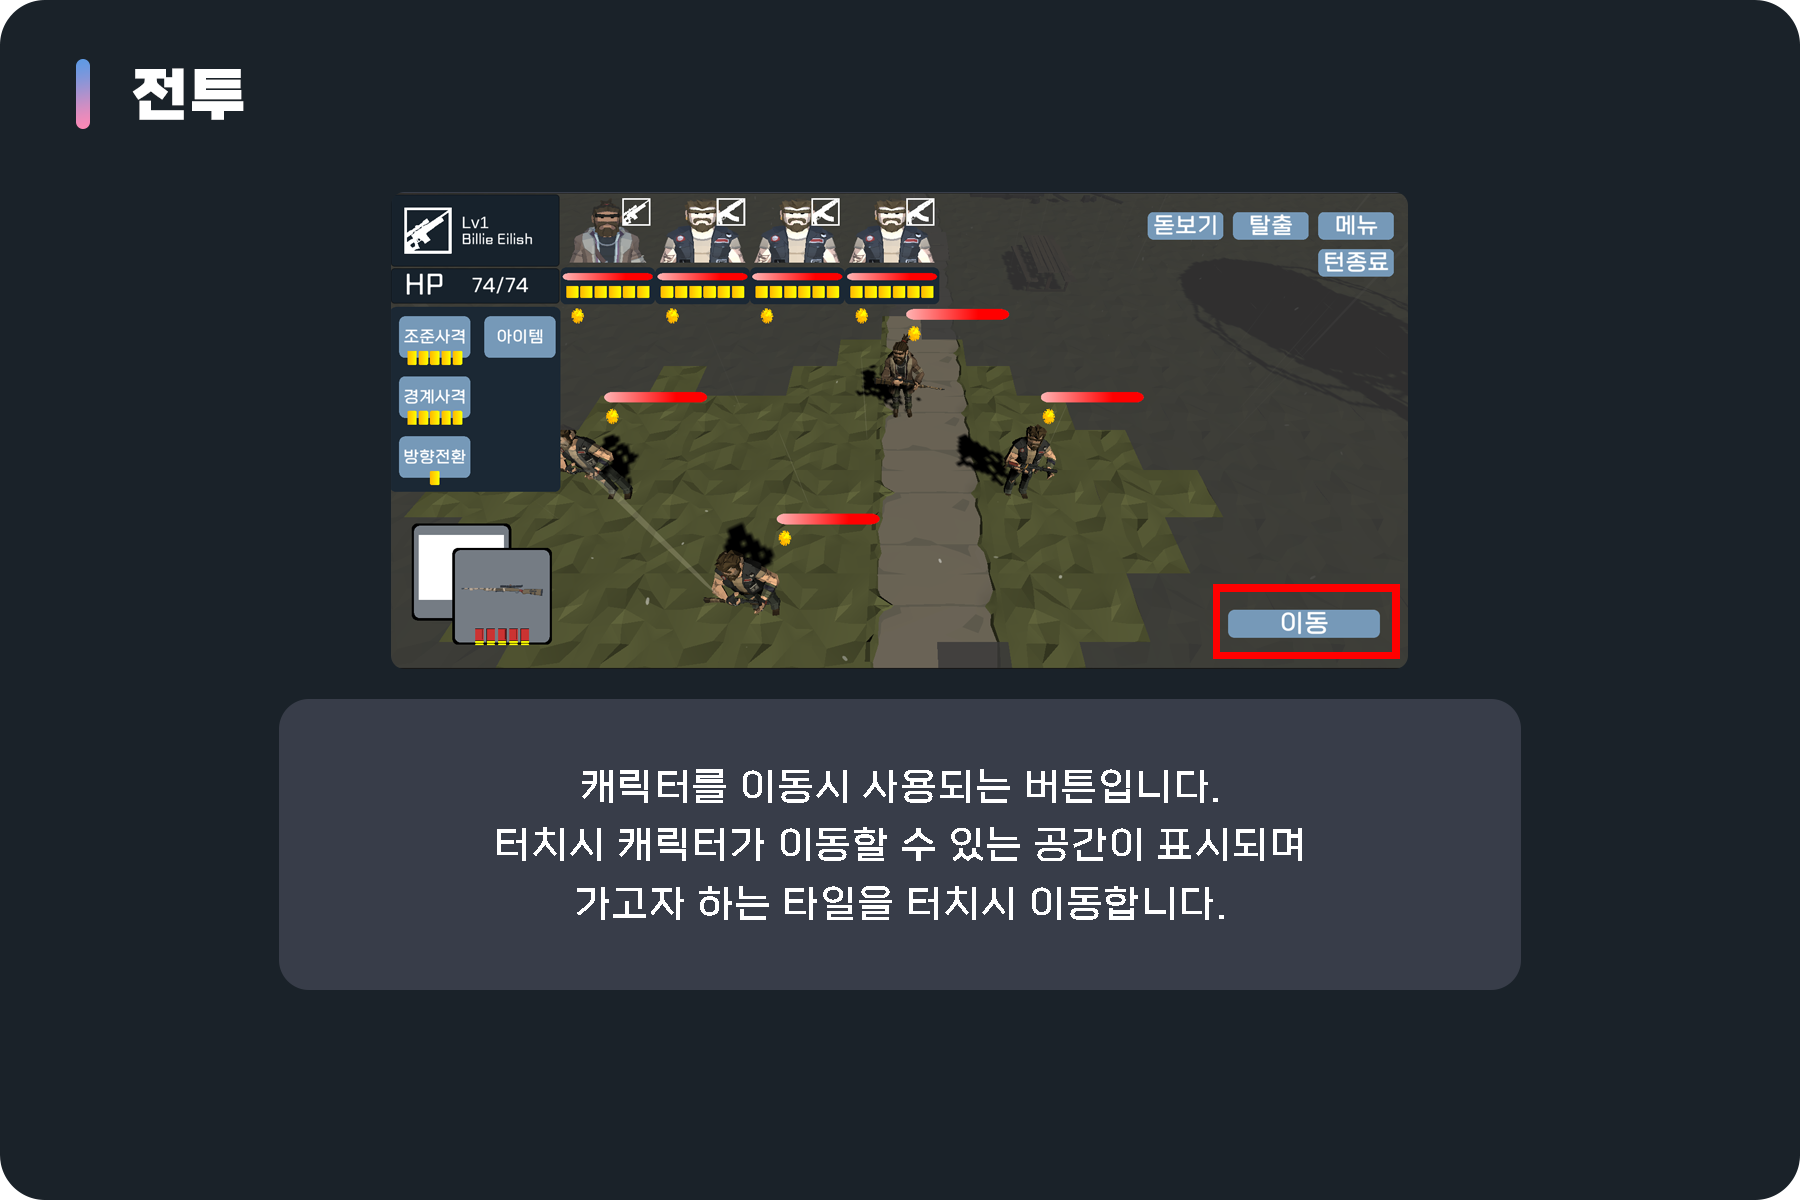 전투
Lv1
Billie Eilish
HP 74/74
돋보기 탈출 메뉴
턴종료
조준사격 아이템
경계사격
방향전환
이동
캐릭터를 이동시 사용되는 버튼입니다.
터치시 캐릭터가 이동할 수 있는 공간이 표시되며
가고자 하는 타일을 터치시 이동합니다.